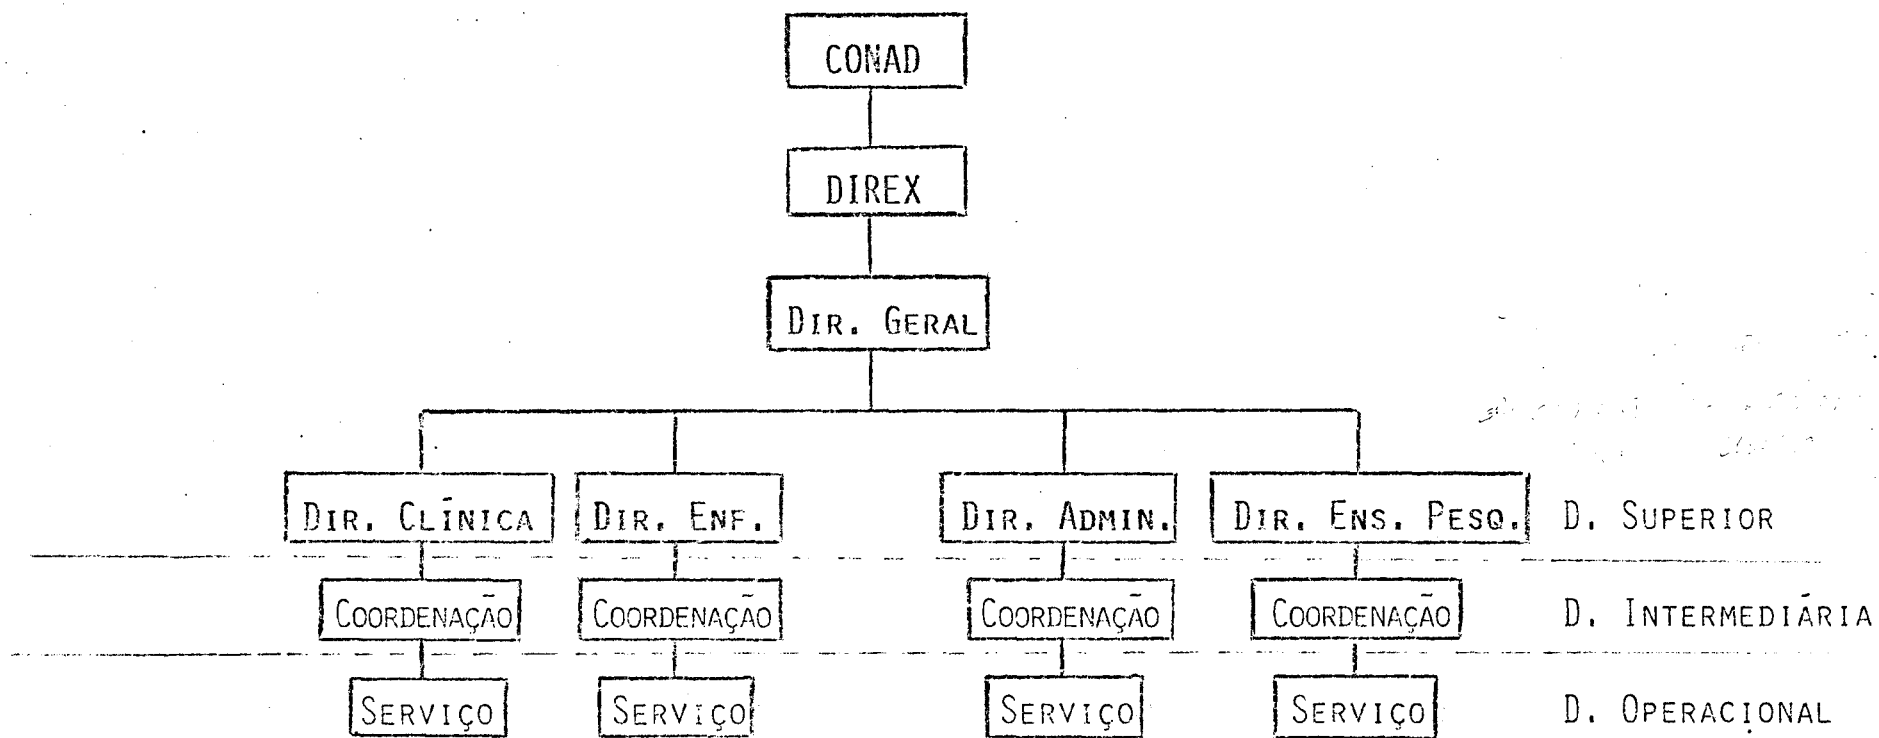 CONAD
DIREX
DIR. GERAL
DIR. CLÍNICA DIR. ENF. DIR. ADMIN. DIR. ENS. PESQ. D. SUPERIOR
COORDENAÇÃO COORDENAÇÃO COORDENAÇÃO COORDENAÇÃO D. INTERMEDIÁRIA
SERVIÇO SERVIÇO SERVIÇO SERVIÇO D. OPERACIONAL